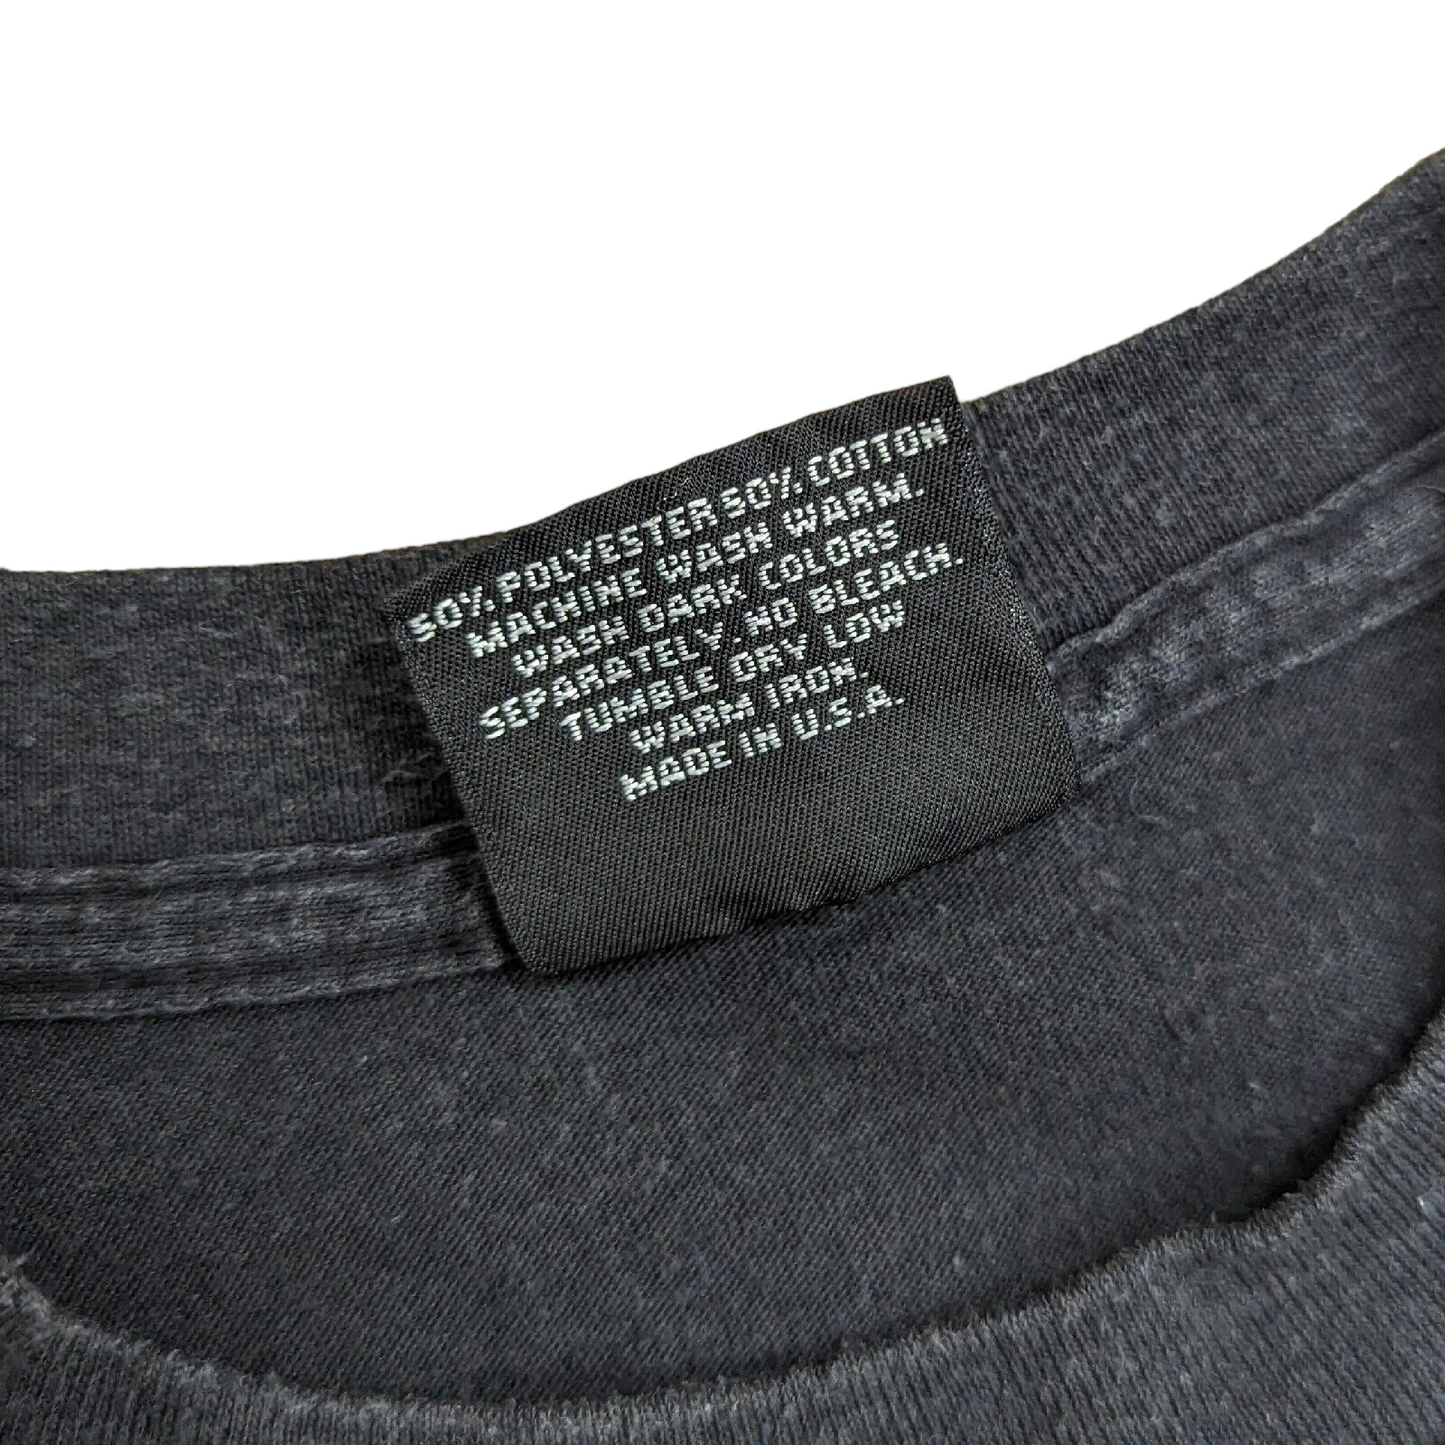 50% POLYESTER 50% COTTON
MACHINE WASH WARM.
WASH DARK COLORS
SEPARATELY. NO BLEACH.
TUMBLE DRY LOW
WARM IRON.
MADE IN U.S.A.